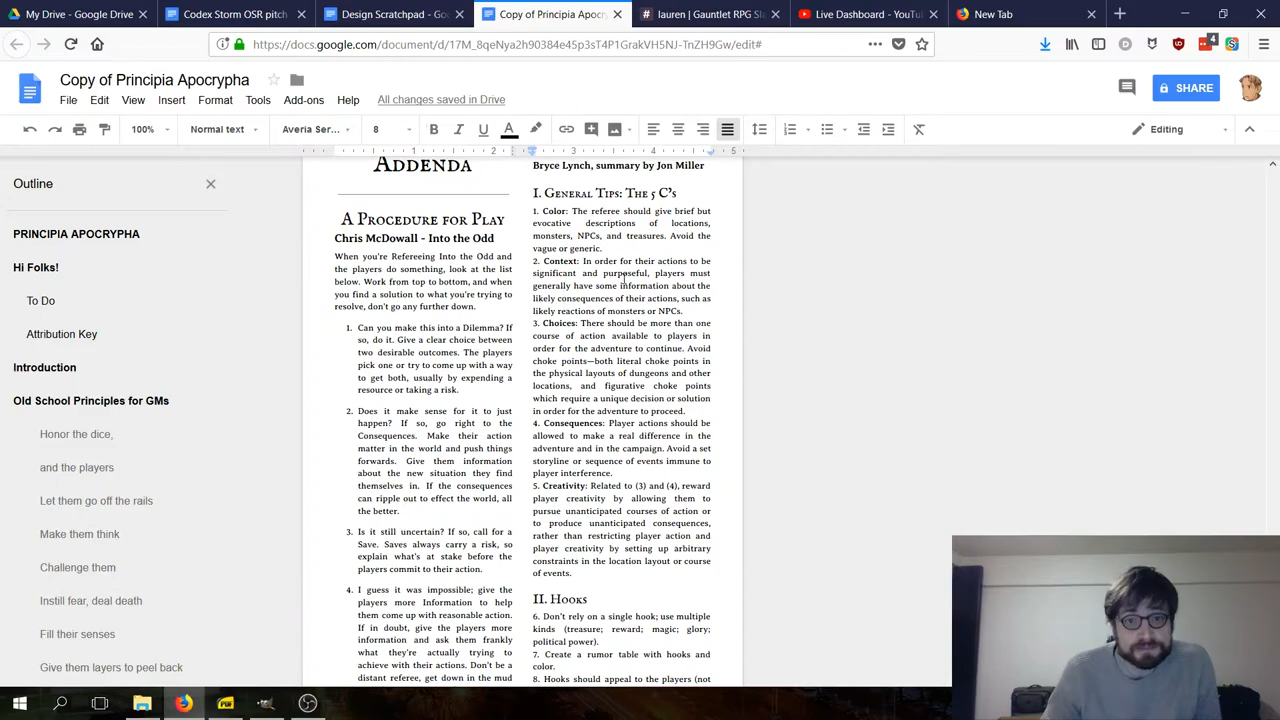 My Drive - Google Drive
Codex Storm OSR pitch
Design Scratchpad - Go
Copy of Principia Apocry
# lauren | Gauntlet RPG Sl
Live Dashboard - YouTu
New Tab
https://docs.google.com/document/d/17M_8qeNya2h90384e45p3sT4P1GrakVH5NJ-TnZH9Gw/edit#
4
Copy of Principia Apocrypha
File Edit View Insert Format Tools Add-ons Help All changes saved in Drive
SHARE
100% Normal text Averia Ser... 8 Editing
1 2 3 4 5
Outline
PRINCIPIA APOCRYPHA
Hi Folks!
To Do
Attribution Key
Introduction
Old School Principles for GMs
Honor the dice,
and the players
Let them go off the rails
Make them think
Challenge them
Instill fear, deal death
Fill their senses
Give them layers to peel back
ADDENDA
A PROCEDURE FOR PLAY
Chris McDowall - Into the Odd
When you're Refereeing Into the Odd and
the players do something, look at the list
below. Work from top to bottom, and when
you find a solution to what you're trying to
resolve, don't go any further down.
1. Can you make this into a Dilemma? If
so, do it. Give a clear choice between
two desirable outcomes. The players
pick one or try to come up with a way
to get both, usually by expending a
resource or taking a risk.
2. Does it make sense for it to just
happen? If so, go right to the
Consequences. Make their action
matter in the world and push things
forwards. Give them information
about the new situation they find
themselves in. If the consequences
can ripple out to effect the world, all
the better.
3. Is it still uncertain? If so, call for a
Save. Saves always carry a risk, so
explain what's at stake before the
players commit to their action.
4. I guess it was impossible; give the
players more Information to help
them come up with reasonable action.
If in doubt, give the players more
information and ask them frankly
what they're actually trying to
achieve with their actions. Don't be a
distant referee, get down in the mud
Bryce Lynch, summary by Jon Miller
I. GENERAL TIPS: THE 5 C'S
1. Color: The referee should give brief but
evocative descriptions of locations,
monsters, NPCs, and treasures. Avoid the
vague or generic.
2. Context: In order for their actions to be
significant and purposeful, players must
generally have some information about the
likely consequences of their actions, such as
likely reactions of monsters or NPCs.
3. Choices: There should be more than one
course of action available to players in
order for the adventure to continue. Avoid
choke points—both literal choke points in
the physical layouts of dungeons and other
locations, and figurative choke points
which require a unique decision or solution
in order for the adventure to proceed.
4. Consequences: Player actions should be
allowed to make a real difference in the
adventure and in the campaign. Avoid a set
storyline or sequence of events immune to
player interference.
5. Creativity: Related to (3) and (4), reward
player creativity by allowing them to
pursue unanticipated courses of action or
to produce unanticipated consequences,
rather than restricting player action and
player creativity by setting up arbitrary
constraints in the location layout or course
of events.
II. HOOKS
6. Don't rely on a single hook; use multiple
kinds (treasure; reward; magic; glory;
political power).
7. Create a rumor table with hooks and
color.
8. Hooks should appeal to the players (not